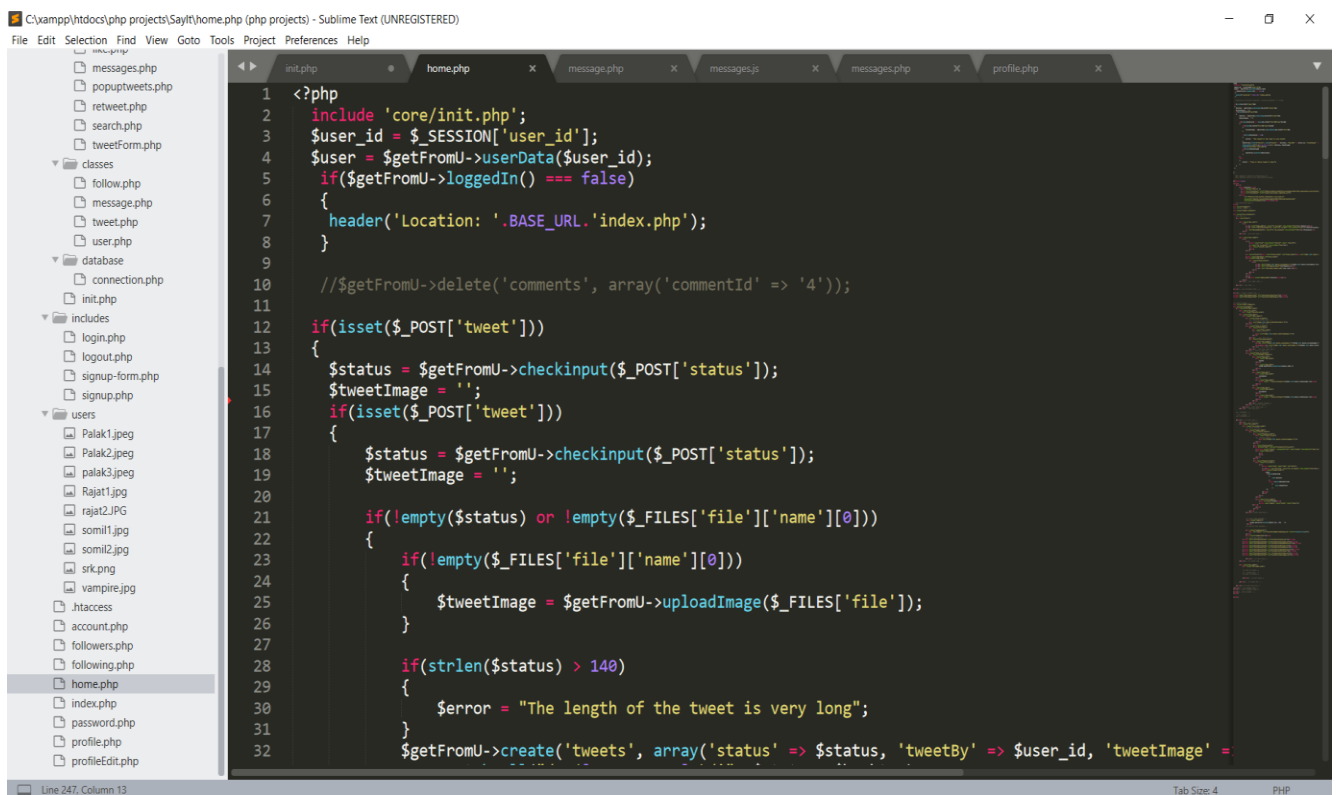 C:\xampp\htdocs\php projects\SayIt\home.php (php projects) - Sublime Text (UNREGISTERED)
File Edit Selection Find View Goto Tools Project Preferences Help
messages.php
popuptweets.php
retweet.php
search.php
tweetForm.php
classes
follow.php
message.php
tweet.php
user.php
database
connection.php
init.php
includes
login.php
logout.php
signup-form.php
signup.php
users
Palak1.jpeg
Palak2.jpeg
palak3.jpeg
Rajat1.jpg
rajat2.JPG
somil1.jpg
somil2.jpg
srk.png
vampire.jpg
.htaccess
account.php
followers.php
following.php
home.php
index.php
password.php
profile.php
profileEdit.php
init.php home.php message.php messages.js messages.php profile.php
1 <?php
2 include 'core/init.php';
3 $user_id = $_SESSION['user_id'];
4 $user = $getFromU->userData($user_id);
5 if($getFromU->loggedIn() === false)
6 {
7 header('Location: '.BASE_URL.'index.php');
8 }
9
10 //$getFromU->delete('comments', array('commentId' => '4'));
11
12 if(isset($_POST['tweet']))
13 {
14 $status = $getFromU->checkinput($_POST['status']);
15 $tweetImage = '';
16 if(isset($_POST['tweet']))
17 {
18 $status = $getFromU->checkinput($_POST['status']);
19 $tweetImage = '';
20
21 if(!empty($status) or !empty($_FILES['file']['name'][0]))
22 {
23 if(!empty($_FILES['file']['name'][0]))
24 {
25 $tweetImage = $getFromU->uploadImage($_FILES['file']);
26 }
27
28 if(strlen($status) > 140)
29 {
30 $error = "The length of the tweet is very long";
31 }
32 $getFromU->create('tweets', array('status' => $status, 'tweetBy' => $user_id, 'tweetImage' =
Line 247, Column 13
Tab Size: 4
PHP